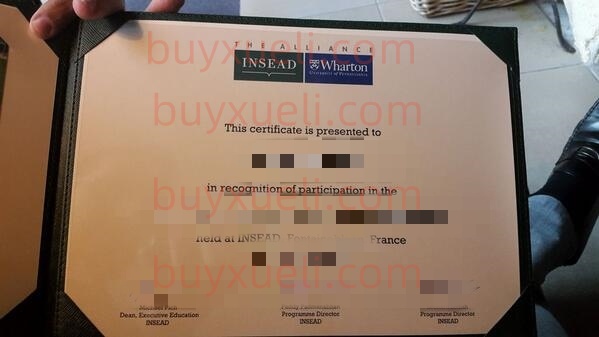 THE ALLIANCE
INSEAD Wharton
UNIVERSITY of PENNSYLVANIA
buyxueli.com
buyxueli.com
This certificate is presented to
in recognition of participation in the
buyxueli.com
held at INSEAD, France
buyxueli.com
Dean, Executive Education
INSEAD
Programme Director
INSEAD
Programme Director
INSEAD